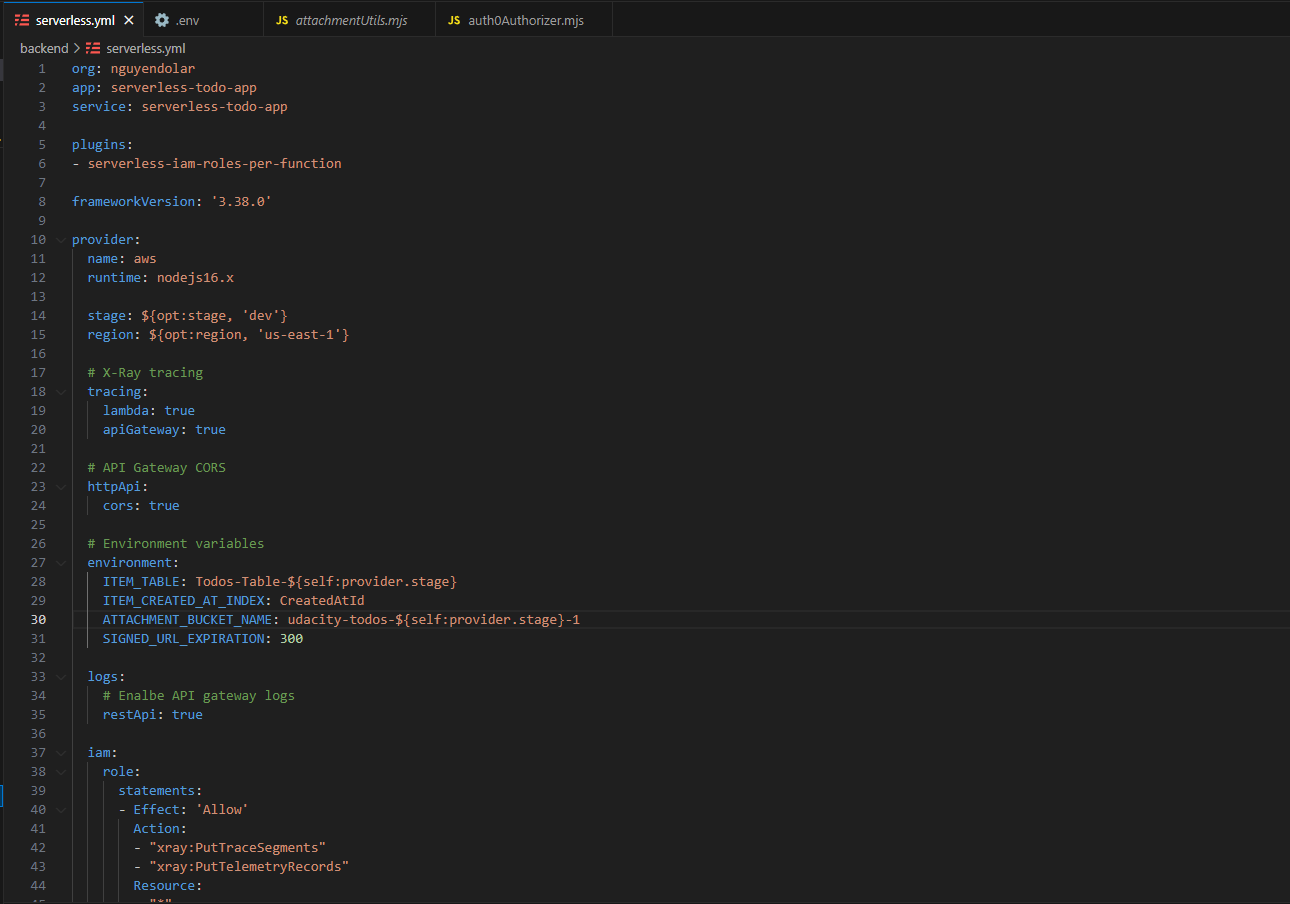 serverless.yml
.env
JS attachmentUtils.mjs
JS auth0Authorizer.mjs
backend > serverless.yml
1 org: nguyendolar
2 app: serverless-todo-app
3 service: serverless-todo-app
4
5 plugins:
6 - serverless-iam-roles-per-function
7
8 frameworkVersion: '3.38.0'
9
10 provider:
11 name: aws
12 runtime: nodejs16.x
13
14 stage: ${opt:stage, 'dev'}
15 region: ${opt:region, 'us-east-1'}
16
17 # X-Ray tracing
18 tracing:
19 lambda: true
20 apiGateway: true
21
22 # API Gateway CORS
23 httpApi:
24 cors: true
25
26 # Environment variables
27 environment:
28 ITEM_TABLE: Todos-Table-${self:provider.stage}
29 ITEM_CREATED_AT_INDEX: CreatedAtId
30 ATTACHMENT_BUCKET_NAME: udacity-todos-${self:provider.stage}-1
31 SIGNED_URL_EXPIRATION: 300
32
33 logs:
34 # Enalbe API gateway logs
35 restApi: true
36
37 iam:
38 role:
39 statements:
40 - Effect: 'Allow'
41 Action:
42 - "xray:PutTraceSegments"
43 - "xray:PutTelemetryRecords"
44 Resource: